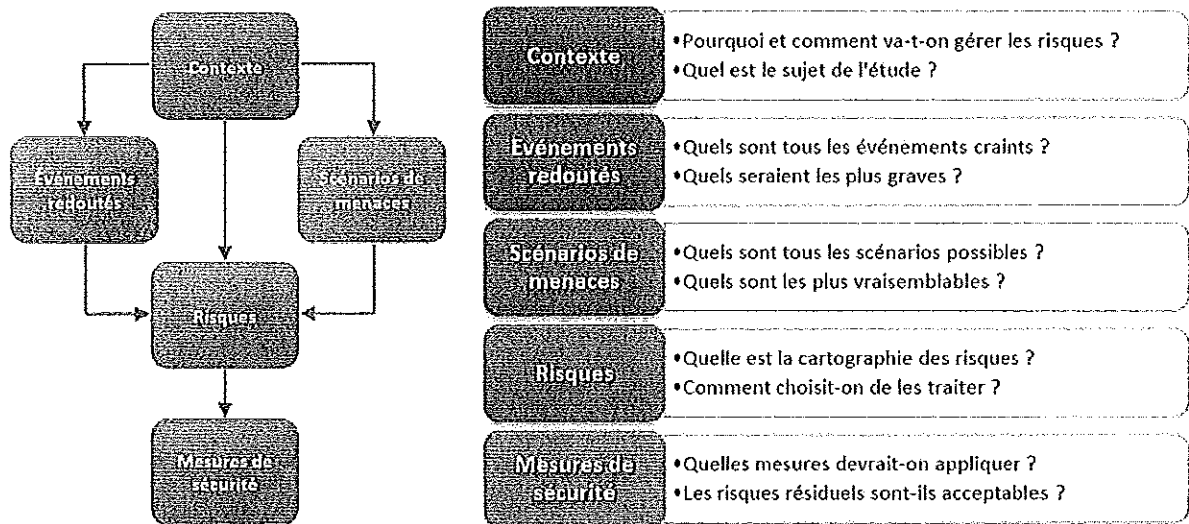 Contexte
Événements
redoutés
Scénarios de
menaces
Risques
Mesures de
sécurité
Contexte
•Pourquoi et comment va-t-on gérer les risques ?
•Quel est le sujet de l'étude ?
Événements
redoutés
•Quels sont tous les événements craints ?
•Quels seraient les plus graves ?
Scénarios de
menaces
•Quels sont tous les scénarios possibles ?
•Quels sont les plus vraisemblables ?
Risques
•Quelle est la cartographie des risques ?
•Comment choisit-on de les traiter ?
Mesures de
sécurité
•Quelles mesures devrait-on appliquer ?
•Les risques résiduels sont-ils acceptables ?